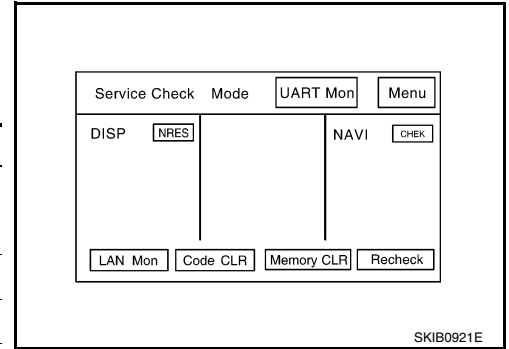 Service Check Mode UART Mon Menu
DISP NRES NAVI CHEK
LAN Mon Code CLR Memory CLR Recheck
SKIB0921E